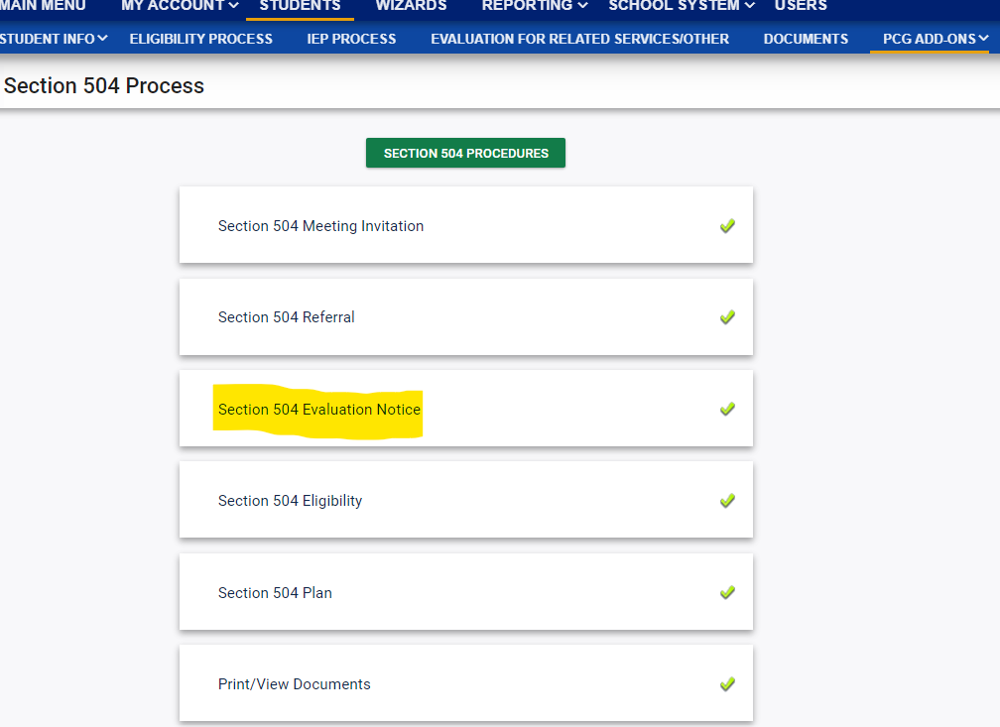 MAIN MENU MY ACCOUNT STUDENTS WIZARDS REPORTING SCHOOL SYSTEM USERS
STUDENT INFO ELIGIBILITY PROCESS IEP PROCESS EVALUATION FOR RELATED SERVICES/OTHER DOCUMENTS PCG ADD-ONS
Section 504 Process
SECTION 504 PROCEDURES
Section 504 Meeting Invitation
Section 504 Referral
Section 504 Evaluation Notice
Section 504 Eligibility
Section 504 Plan
Print/View Documents